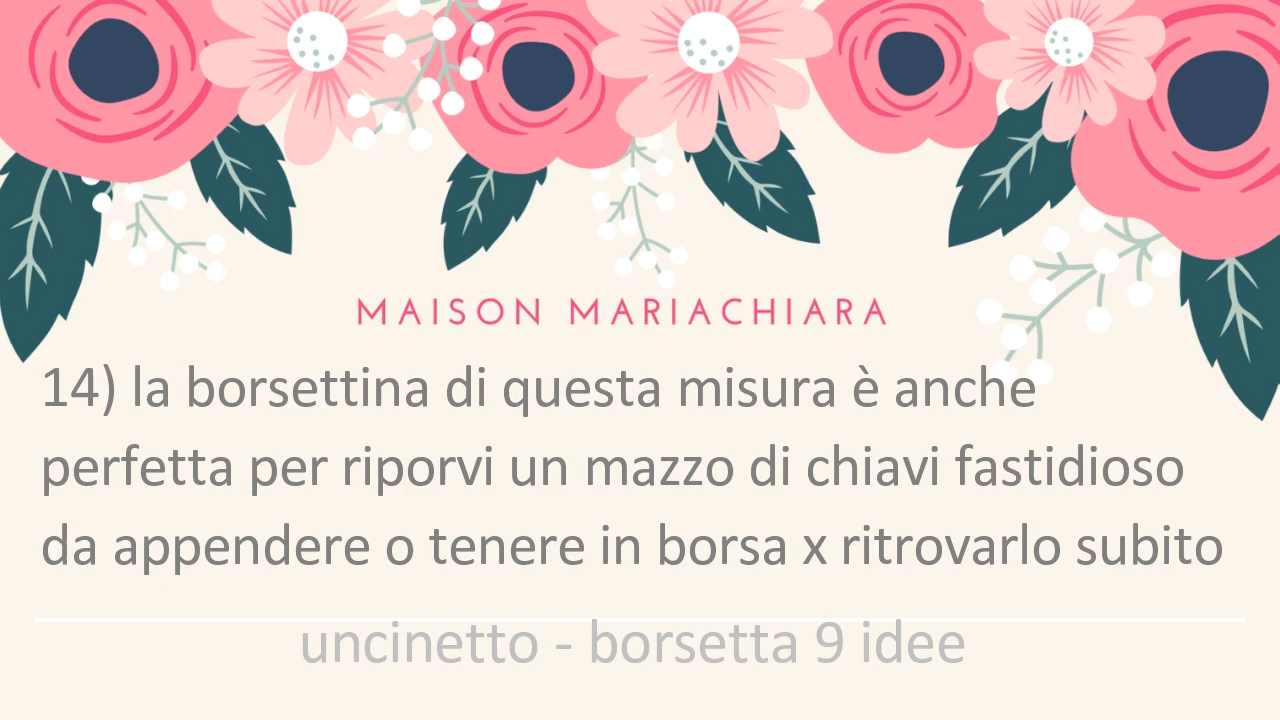 MAISON MARIACHIARA
14) la borsettina di questa misura è anche
perfetta per riporvi un mazzo di chiavi fastidioso
da appendere o tenere in borsa x ritrovarlo subito
uncinetto - borsetta 9 idee